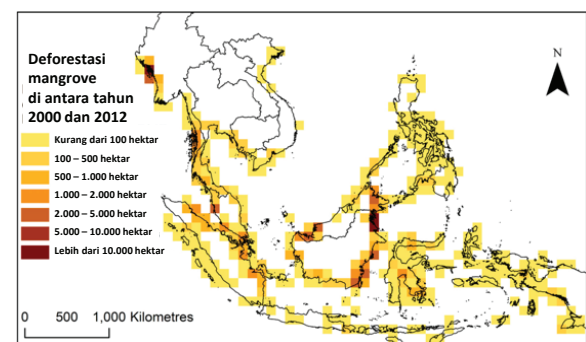 Deforestasi
mangrove
di antara tahun
2000 dan 2012
Kurang dari 100 hektar
100 – 500 hektar
500 – 1.000 hektar
1.000 – 2.000 hektar
2.000 – 5.000 hektar
5.000 – 10.000 hektar
Lebih dari 10.000 hektar
N
0 500 1,000 Kilometres